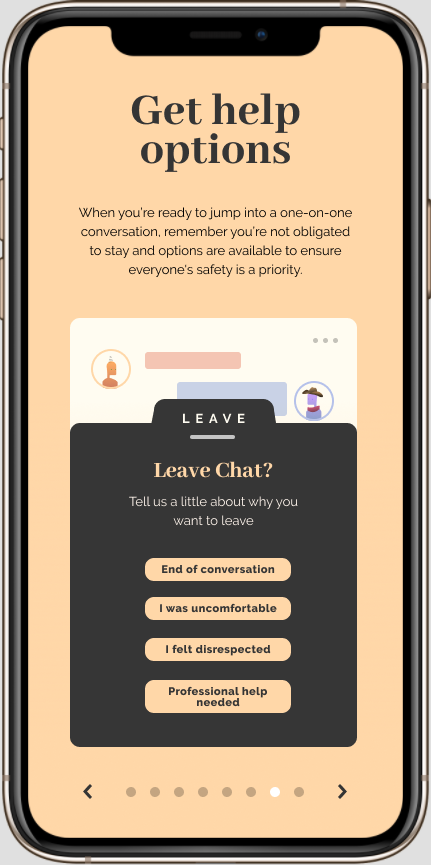 Get help
options
When you're ready to jump into a one-on-one
conversation, remember you're not obligated
to stay and options are available to ensure
everyone's safety is a priority.
LEAVE
Leave Chat?
Tell us a little about why you
want to leave
End of conversation
I was uncomfortable
I felt disrespected
Professional help
needed